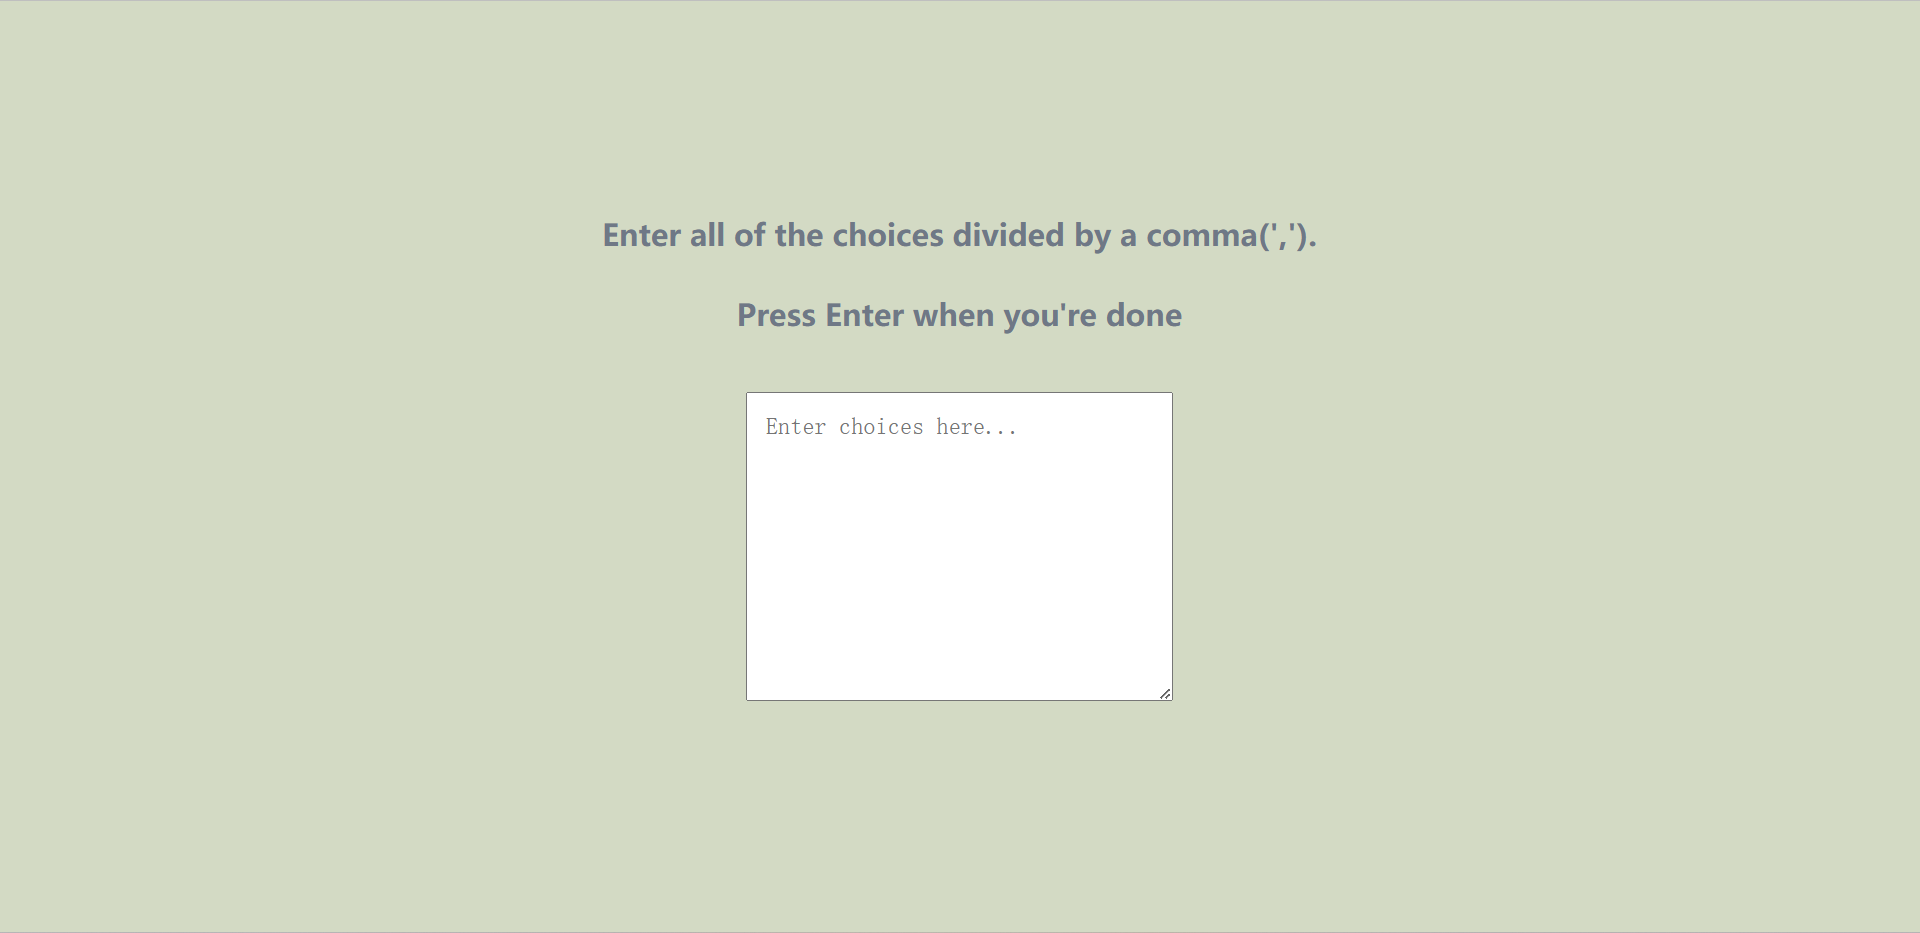 Enter all of the choices divided by a comma(',').
Press Enter when you're done
Enter choices here...